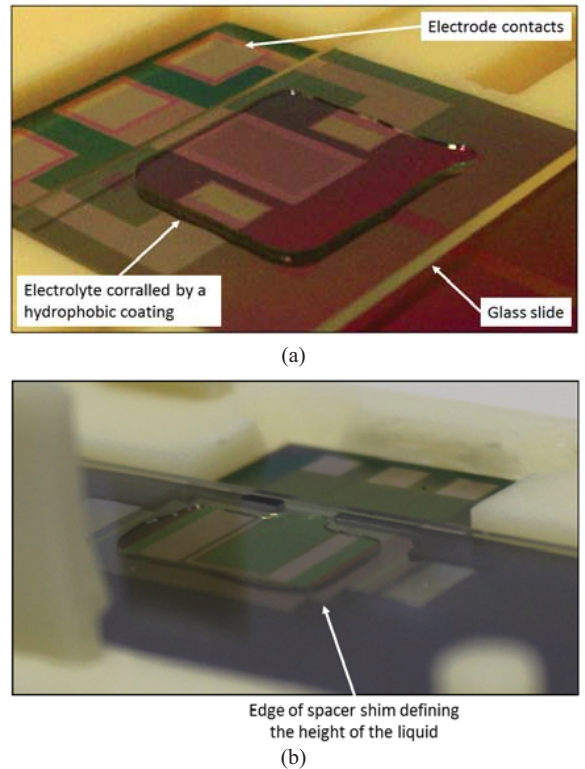 Electrode contacts
Electrolyte corralled by a
hydrophobic coating
Glass slide
(a)
Edge of spacer shim defining
the height of the liquid
(b)